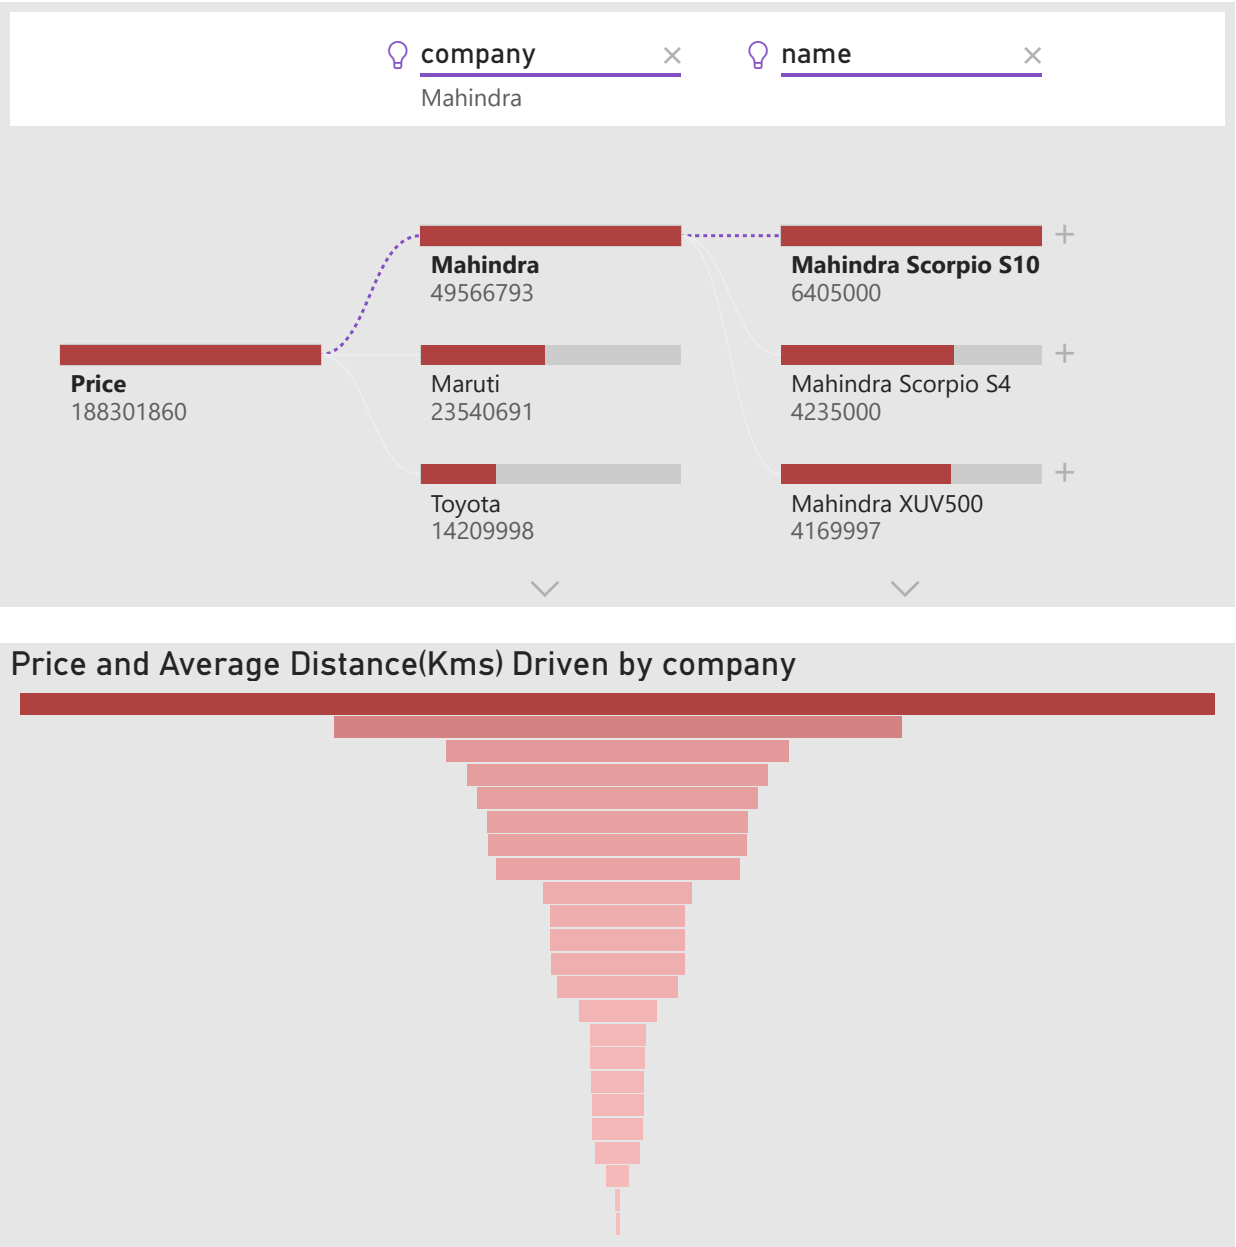 company
name
Mahindra
Mahindra
49566793
Mahindra Scorpio S10
6405000
Price
188301860
Maruti
23540691
Mahindra Scorpio S4
4235000
Toyota
14209998
Mahindra XUV500
4169997
Price and Average Distance(Kms) Driven by company